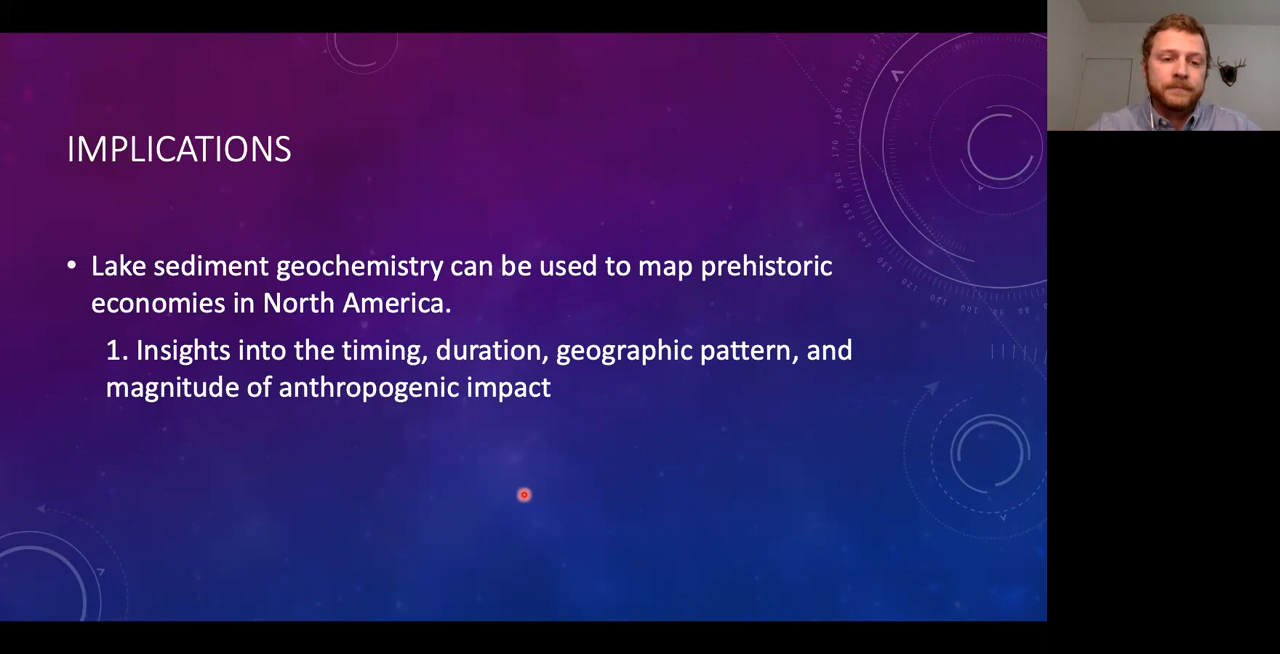 IMPLICATIONS
• Lake sediment geochemistry can be used to map prehistoric
economies in North America.
1. Insights into the timing, duration, geographic pattern, and
magnitude of anthropogenic impact